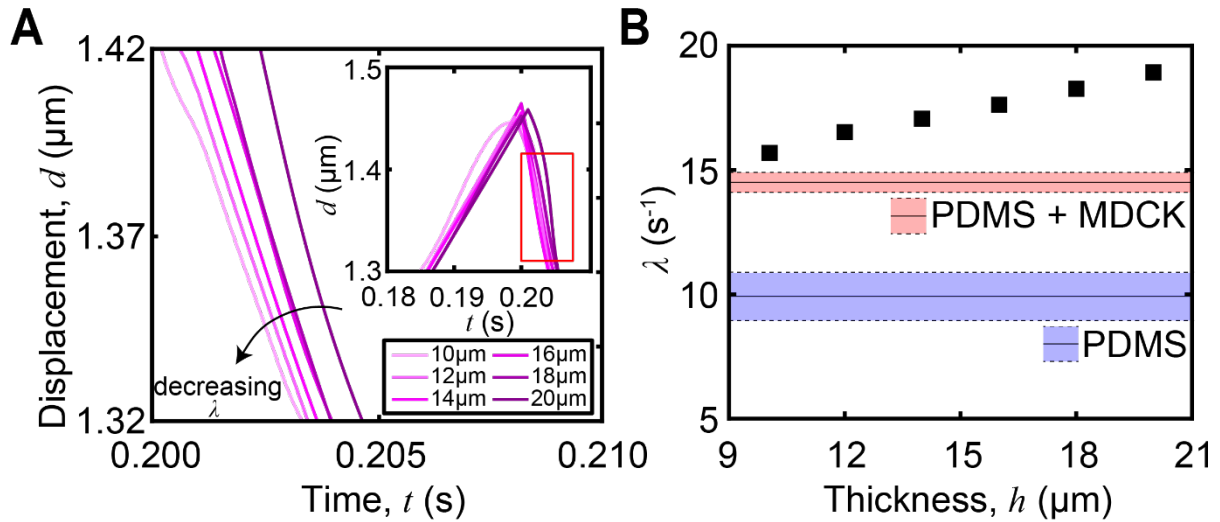 A
Displacement, d (µm)
1.42
1.37
1.32
0.200
0.205
0.210
Time, t (s)
decreasing
λ
d (µm)
1.5
1.4
1.3
0.18
0.19
0.20
t (s)
10µm
16µm
12µm
18µm
14µm
20µm
B
λ (s⁻¹)
20
15
10
5
PDMS + MDCK
PDMS
9
12
15
18
21
Thickness, h (µm)